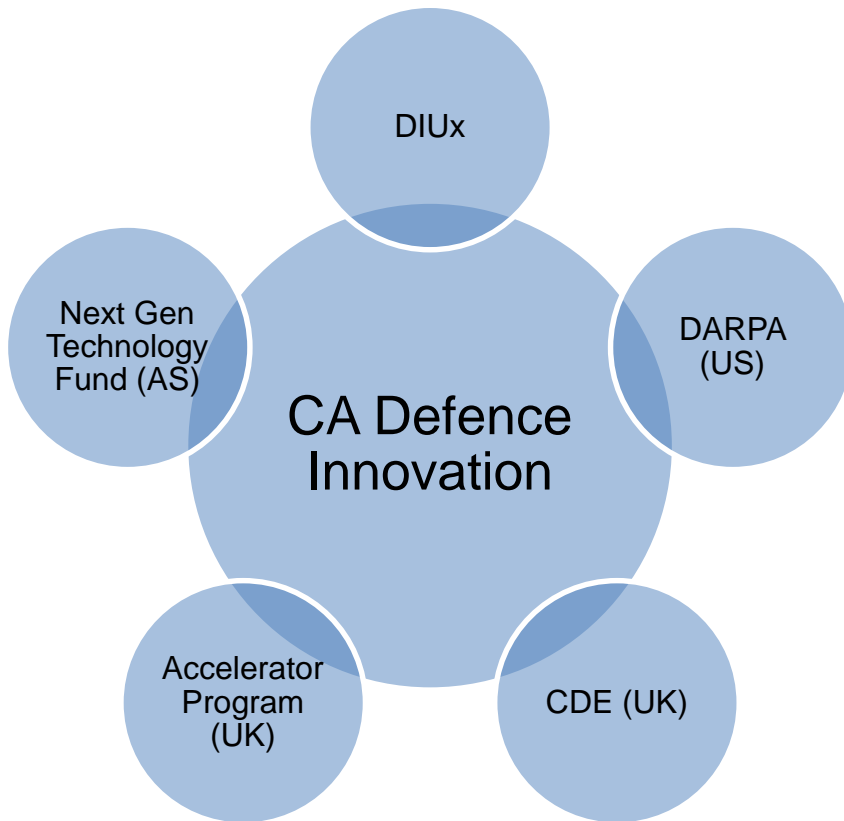 DIUx
Next Gen
Technology
Fund (AS)
DARPA
(US)
CA Defence
Innovation
Accelerator
Program
(UK)
CDE (UK)